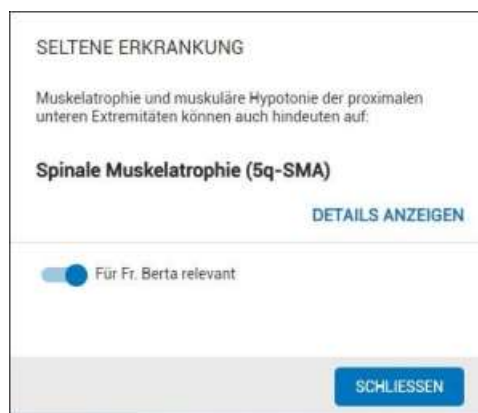 SELTENE ERKRANKUNG
Muskelatrophie und muskuläre Hypotonie der proximalen
unteren Extremitäten können auch hindeuten auf:
Spinale Muskelatrophie (5q-SMA)
DETAILS ANZEIGEN
Für Fr. Berta relevant
SCHLIESSEN